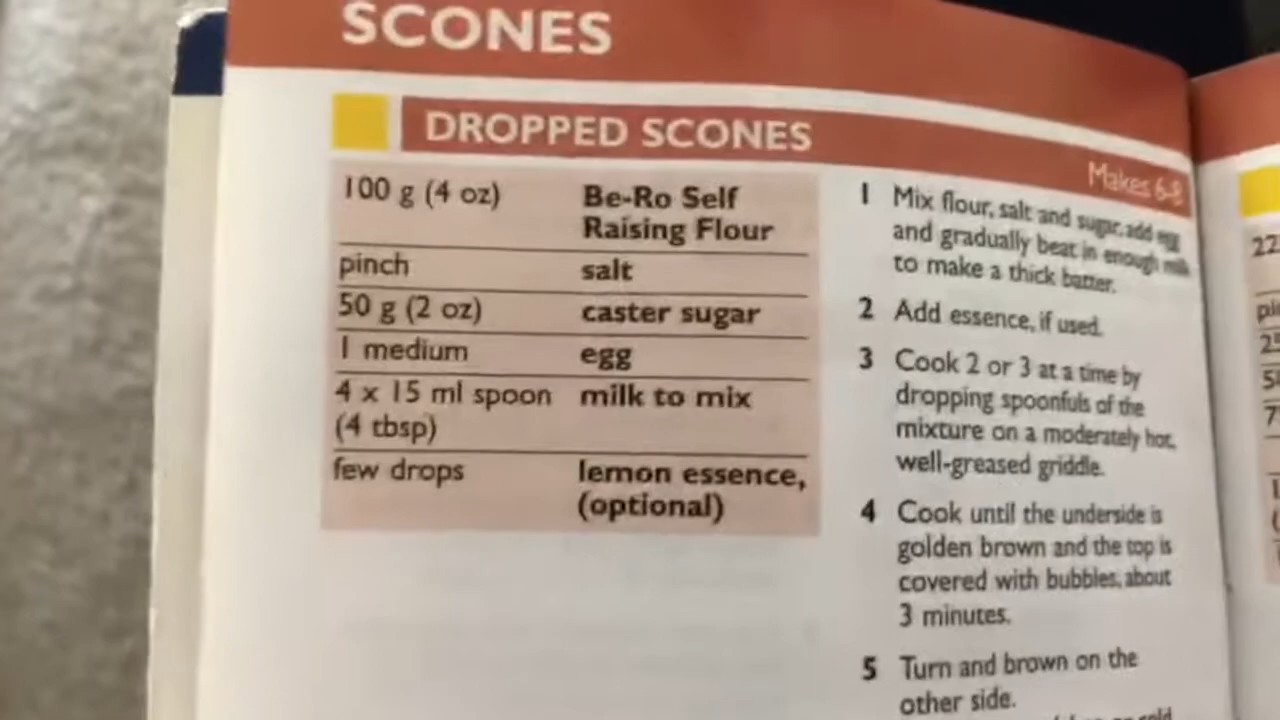 SCONES
DROPPED SCONES
Makes 6-8
100 g (4 oz) Be-Ro Self
Raising Flour
pinch salt
50 g (2 oz) caster sugar
1 medium egg
4 x 15 ml spoon milk to mix
(4 tbsp)
few drops lemon essence,
(optional)
1 Mix flour, salt and sugar, add egg
and gradually beat in enough milk
to make a thick batter.
2 Add essence, if used.
3 Cook 2 or 3 at a time by
dropping spoonfuls of the
mixture on a moderately hot,
well-greased griddle.
4 Cook until the underside is
golden brown and the top is
covered with bubbles, about
3 minutes.
5 Turn and brown on the
other side.